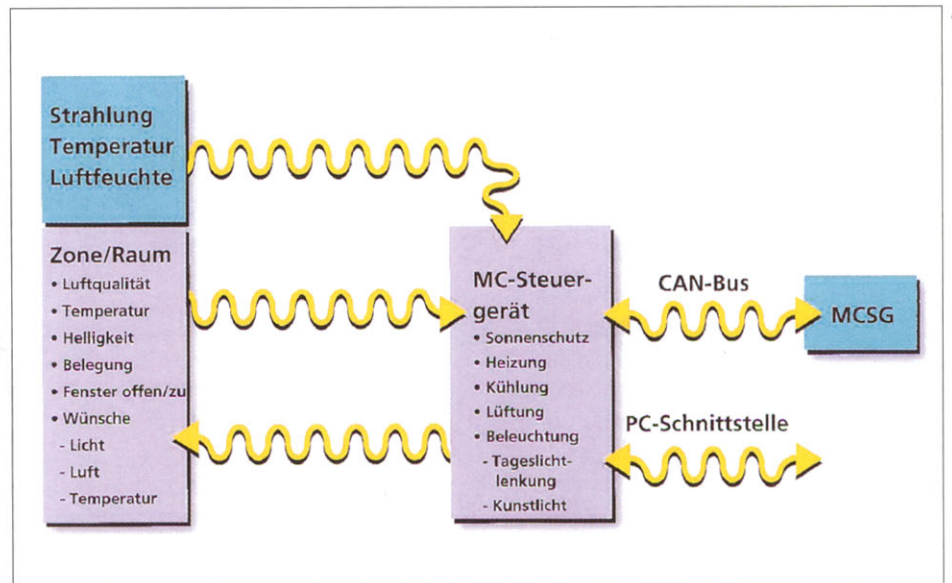 Strahlung
Temperatur
Luftfeuchte
Zone/Raum
• Luftqualität
• Temperatur
• Helligkeit
• Belegung
• Fenster offen/zu
• Wünsche
- Licht
- Luft
- Temperatur
MC-Steuer-
gerät
• Sonnenschutz
• Heizung
• Kühlung
• Lüftung
• Beleuchtung
- Tageslicht-
lenkung
- Kunstlicht
CAN-Bus
MCSG
PC-Schnittstelle